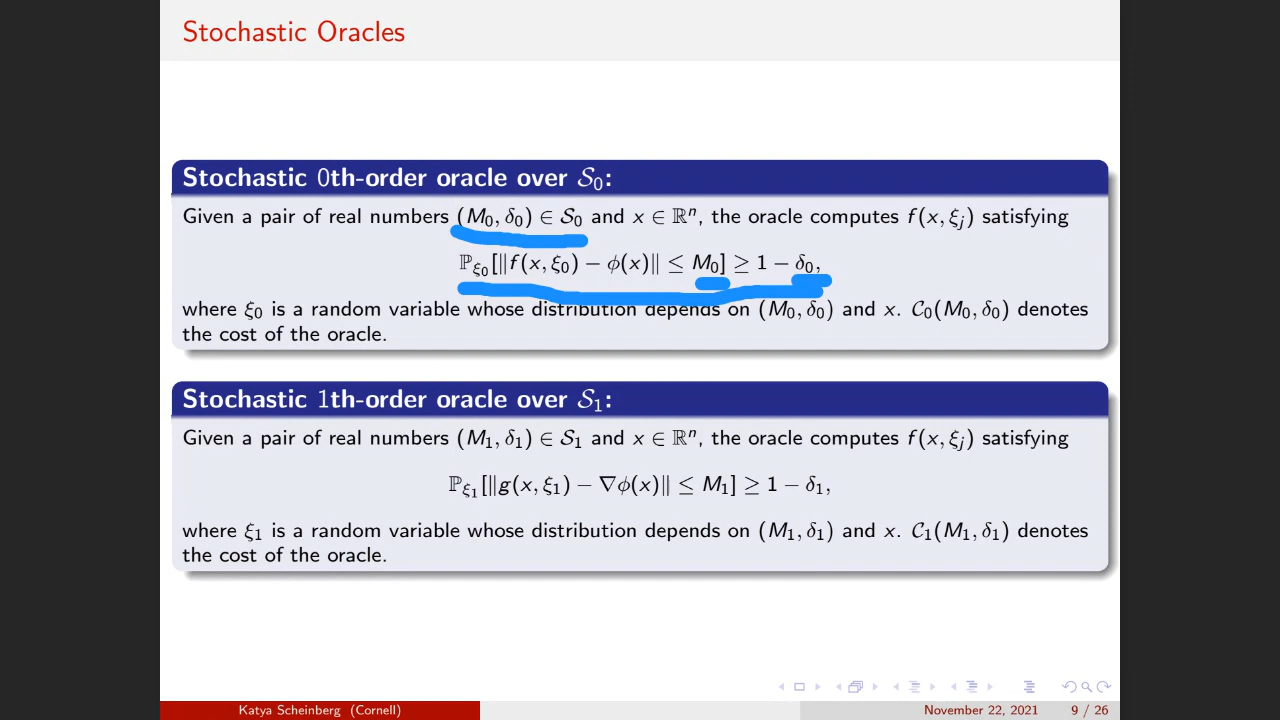 Stochastic Oracles
Stochastic 0th-order oracle over 𝒮₀:
Given a pair of real numbers (M₀, δ₀) ∈ 𝒮₀ and x ∈ ℝⁿ, the oracle computes f(x, ξⱼ) satisfying
ℙ_ξ₀[‖f(x, ξ₀) − ϕ(x)‖ ≤ M₀] ≥ 1 − δ₀,
where ξ₀ is a random variable whose distribution depends on (M₀, δ₀) and x. 𝒞₀(M₀, δ₀) denotes
the cost of the oracle.
Stochastic 1th-order oracle over 𝒮₁:
Given a pair of real numbers (M₁, δ₁) ∈ 𝒮₁ and x ∈ ℝⁿ, the oracle computes f(x, ξⱼ) satisfying
ℙ_ξ₁[‖g(x, ξ₁) − ∇ϕ(x)‖ ≤ M₁] ≥ 1 − δ₁,
where ξ₁ is a random variable whose distribution depends on (M₁, δ₁) and x. 𝒞₁(M₁, δ₁) denotes
the cost of the oracle.
Katya Scheinberg (Cornell)
November 22, 2021
9 / 26